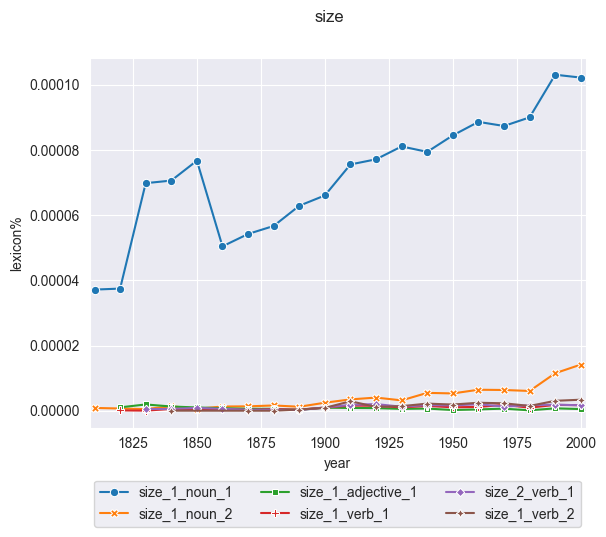 size
0.00010
0.00008
0.00006
0.00004
0.00002
0.00000
lexicon%
1825 1850 1875 1900 1925 1950 1975 2000
year
size_1_noun_1 size_1_adjective_1 size_2_verb_1
size_1_noun_2 size_1_verb_1 size_1_verb_2